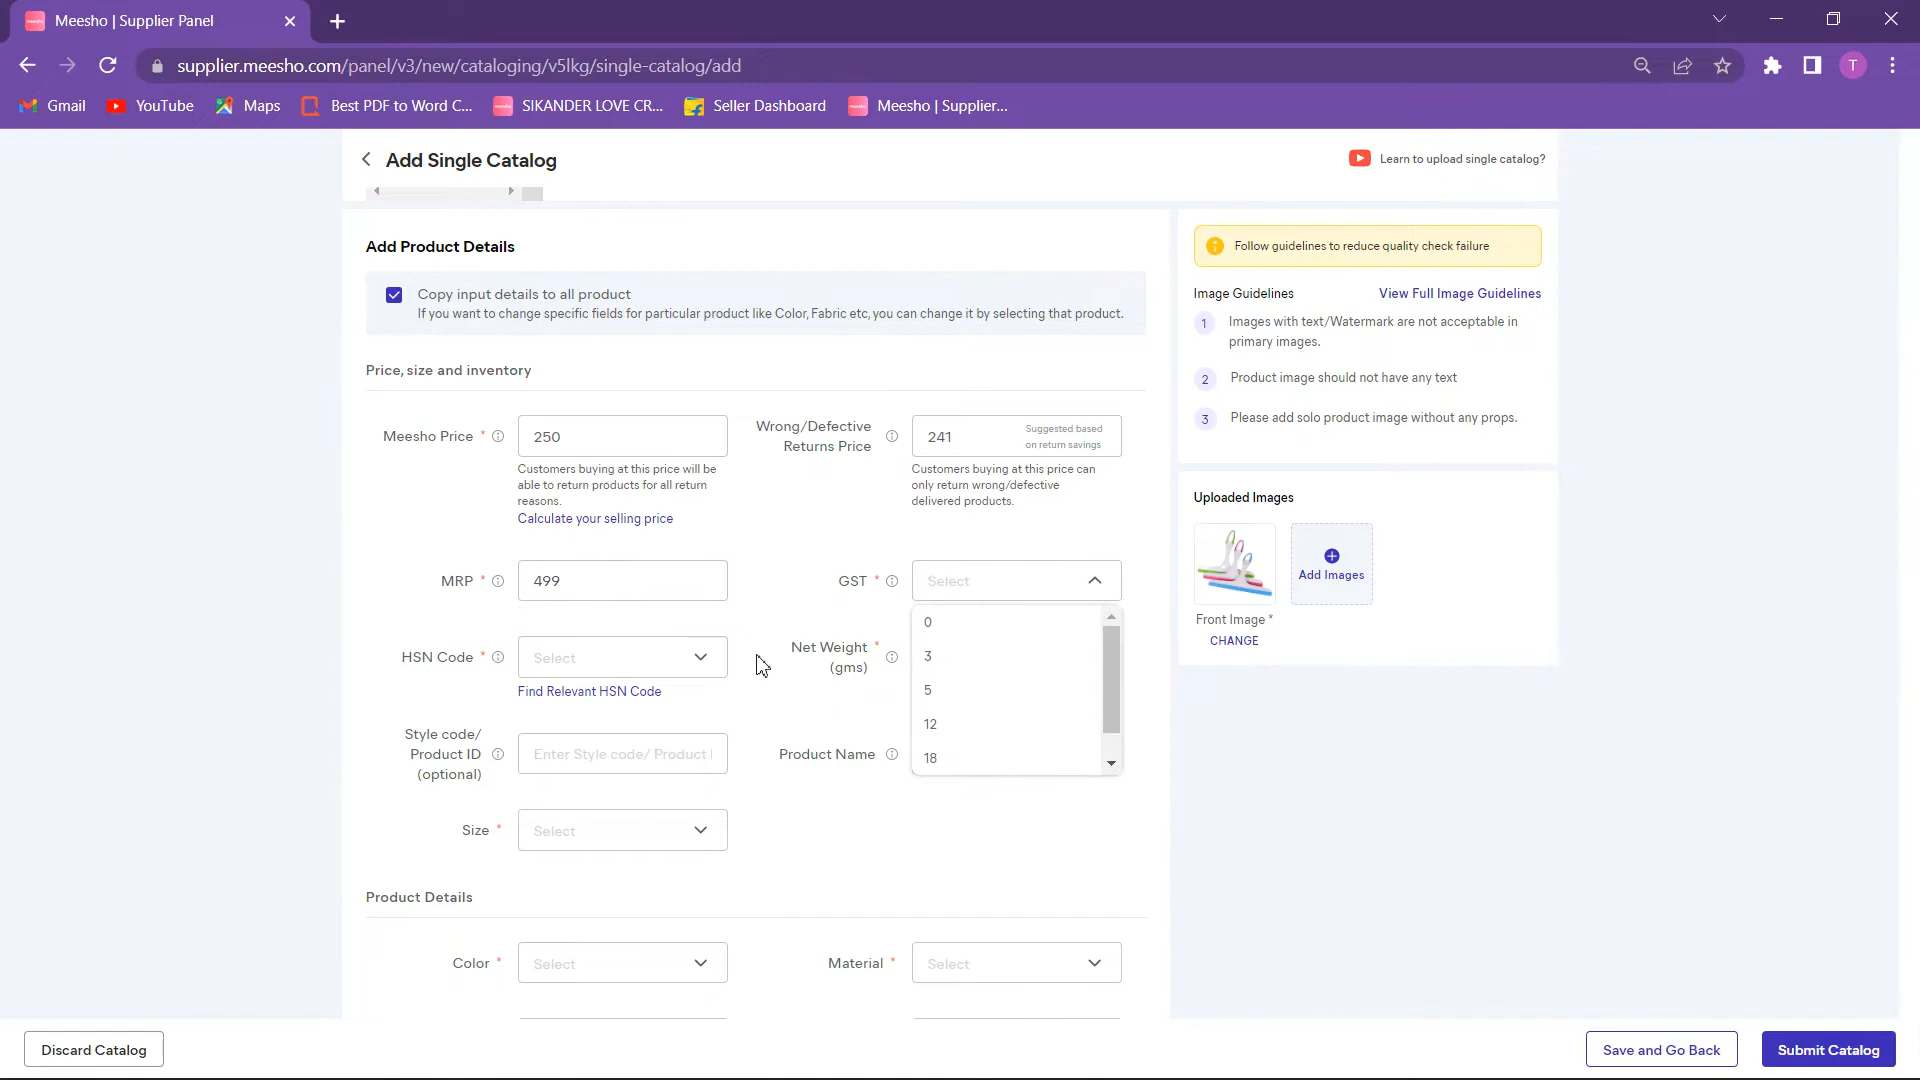 Meesho | Supplier Panel
supplier.meesho.com/panel/v3/new/cataloging/v5lkg/single-catalog/add
T
Gmail
YouTube
Maps
Best PDF to Word C...
SIKANDER LOVE CR...
Seller Dashboard
Meesho | Supplier...
Add Single Catalog
Learn to upload single catalog?
Add Product Details
Copy input details to all product
If you want to change specific fields for particular product like Color, Fabric etc, you can change it by selecting that product.
Price, size and inventory
Meesho Price *
250
Customers buying at this price will be
able to return products for all return
reasons.
Calculate your selling price
Wrong/Defective
Returns Price
241
Suggested based
on return savings
Customers buying at this price can
only return wrong/defective
delivered products.
MRP *
499
GST *
Select
0
3
5
12
18
HSN Code *
Select
Find Relevant HSN Code
Net Weight *
(gms)
Style code/
Product ID
(optional)
Enter Style code/ Product
Product Name
Size *
Select
Product Details
Color *
Select
Material *
Select
Follow guidelines to reduce quality check failure
Image Guidelines
View Full Image Guidelines
1 Images with text/Watermark are not acceptable in
primary images.
2 Product image should not have any text
3 Please add solo product image without any props.
Uploaded Images
Add Images
Front Image *
CHANGE
Discard Catalog
Save and Go Back
Submit Catalog